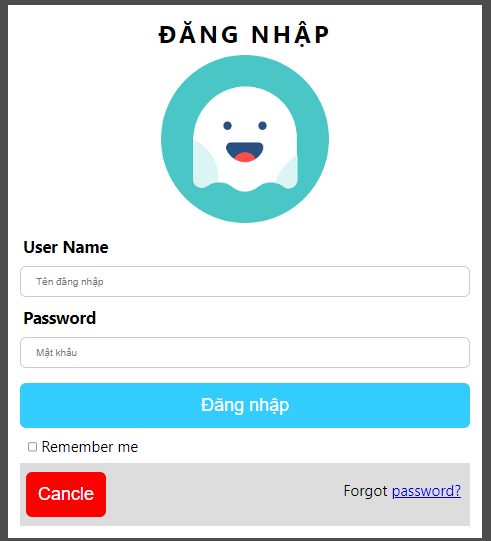 ĐĂNG NHẬP
User Name
Tên đăng nhập
Password
Mật khẩu
Đăng nhập
Remember me
Cancle
Forgot password?